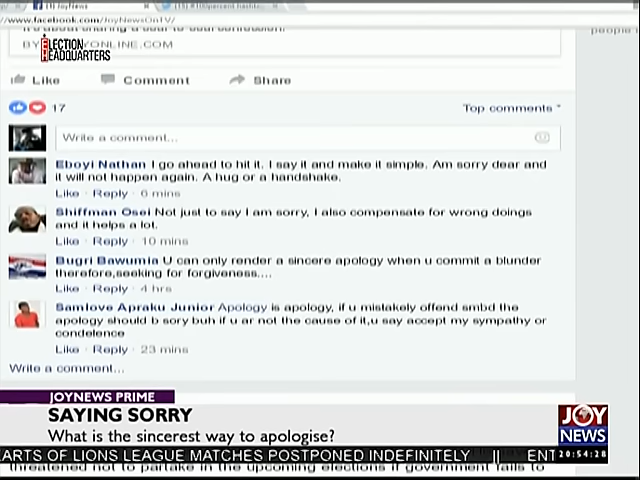 (1) JoyNews
www.facebook.com/JoyNewsOnTV/
people
ELECTION
HEADQUARTERS
BY
YONLINE.COM
Like Comment Share
17
Top comments
Write a comment...
Eboyi Nathan I go ahead to hit it. I say it and make it simple. Am sorry dear and
it will not happen again. A hug or a handshake.
Like · Reply · 6 mins
Shiffman Osei Not just to say I am sorry, I also compensate for wrong doings
and it helps a lot.
Like · Reply · 10 mins
Bugri Bawumia U can only render a sincere apology when u commit a blunder
therefore,seeking for forgiveness....
Like · Reply · 4 hrs
Samlove Apraku Junior Apology is apology, if u mistakely offend smbd the
apology should b sory buh if u ar not the cause of it,u say accept my sympathy or
condelence
Like · Reply · 23 mins
Write a comment...
JOYNEWS PRIME
SAYING SORRY
What is the sincerest way to apologise?
JOY
NEWS
20:54:28
ARTS OF LIONS LEAGUE MATCHES POSTPONED INDEFINITELY || ENT
threatened not to partake in the upcoming elections if government fails to